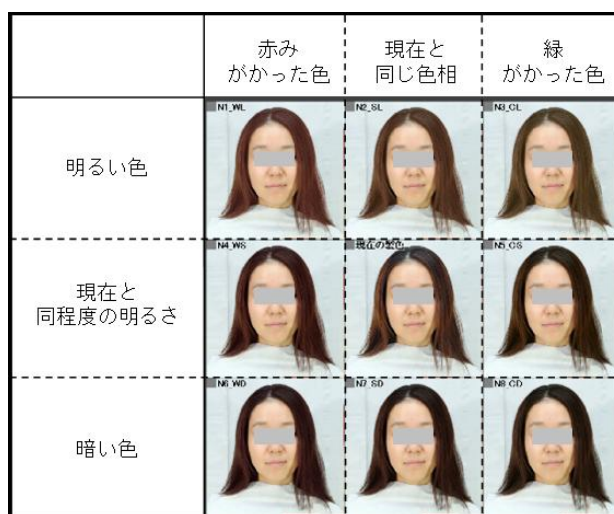 赤み
がかった色
現在と
同じ色相
緑
がかった色
明るい色
N1_WL
N2_SL
N3_CL
現在と
同程度の明るさ
N4_WS
現在の髪色
N5_CS
暗い色
N6_WD
N7_SD
N8_CD